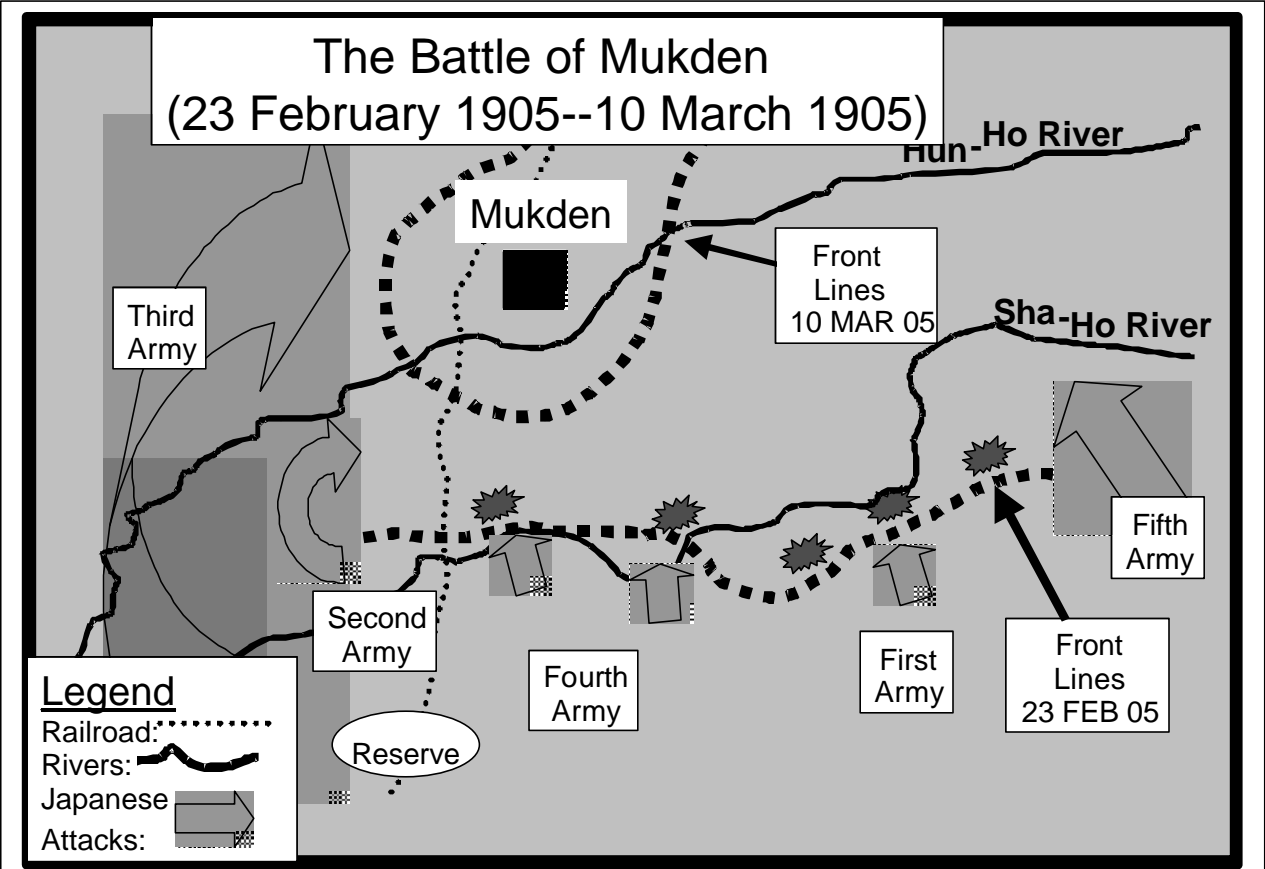 The Battle of Mukden
(23 February 1905--10 March 1905)
Hun-Ho River
Mukden
Front
Lines
10 MAR 05
Third
Army
Sha-Ho River
Fifth
Army
Second
Army
Fourth
Army
First
Army
Front
Lines
23 FEB 05
Reserve
Legend
Railroad:
Rivers:
Japanese
Attacks: